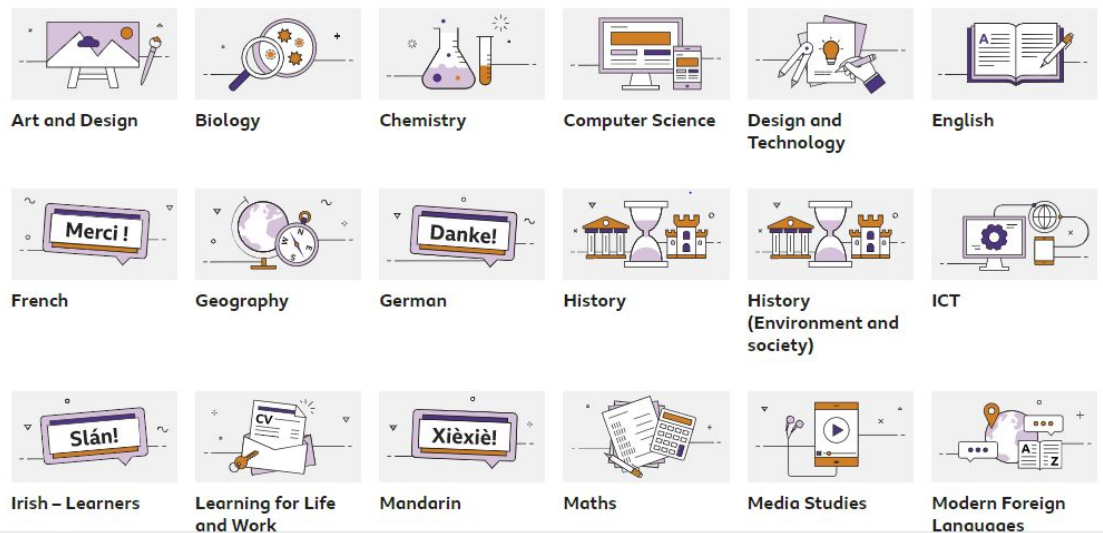 A
Art and Design
Biology
Chemistry
Computer Science
Design and
Technology
English
Merci !
N
E
S
W
Danke!
French
Geography
German
History
History
(Environment and
society)
ICT
Slán!
CV
Xièxiè!
A
Z
Irish – Learners
Learning for Life
and Work
Mandarin
Maths
Media Studies
Modern Foreign
Languages